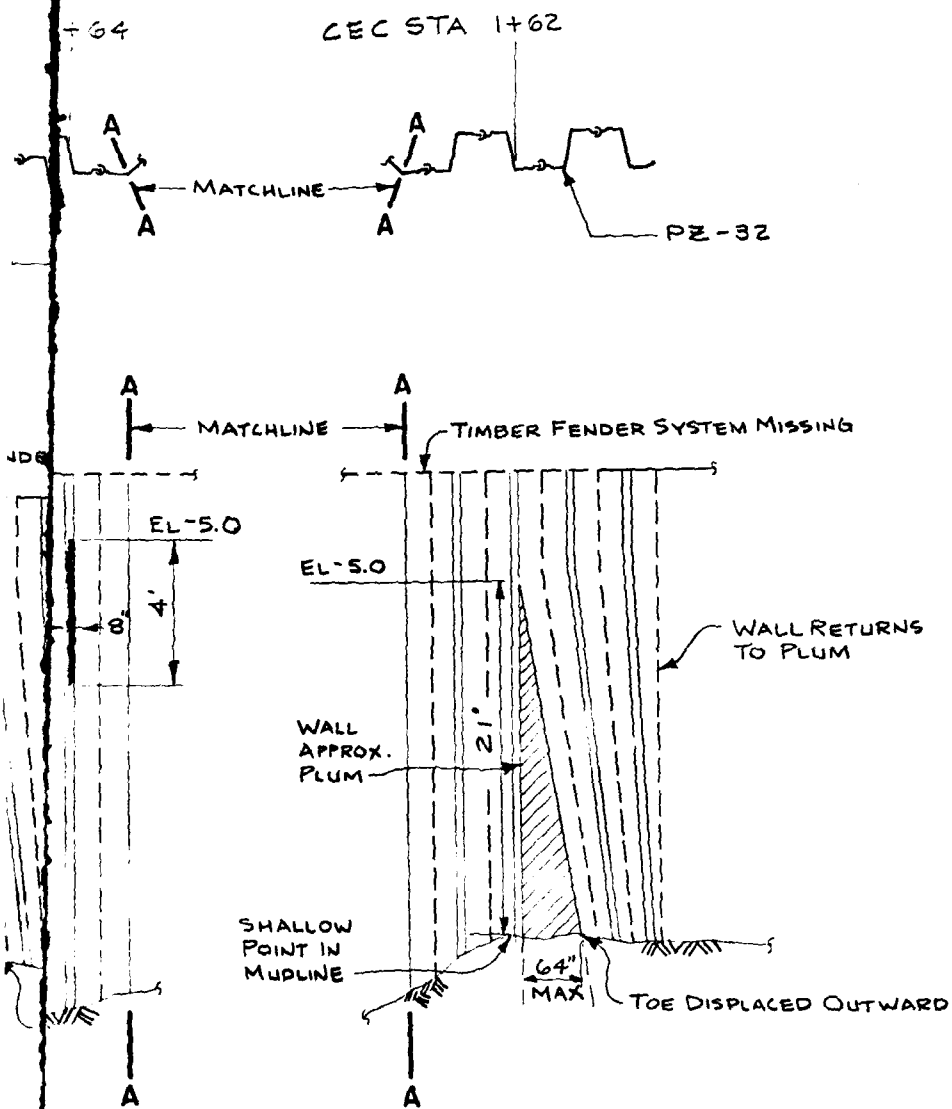 +64
CEC STA 1+62
A
A
MATCHLINE
A
A
PZ-32
A
A
MATCHLINE
TIMBER FENDER SYSTEM MISSING
EL-5.0
EL-5.0
4'
8"
WALL RETURNS
TO PLUM
21'
WALL
APPROX.
PLUM
SHALLOW
POINT IN
MUDLINE
64"
MAX
TOE DISPLACED OUTWARD
A
A